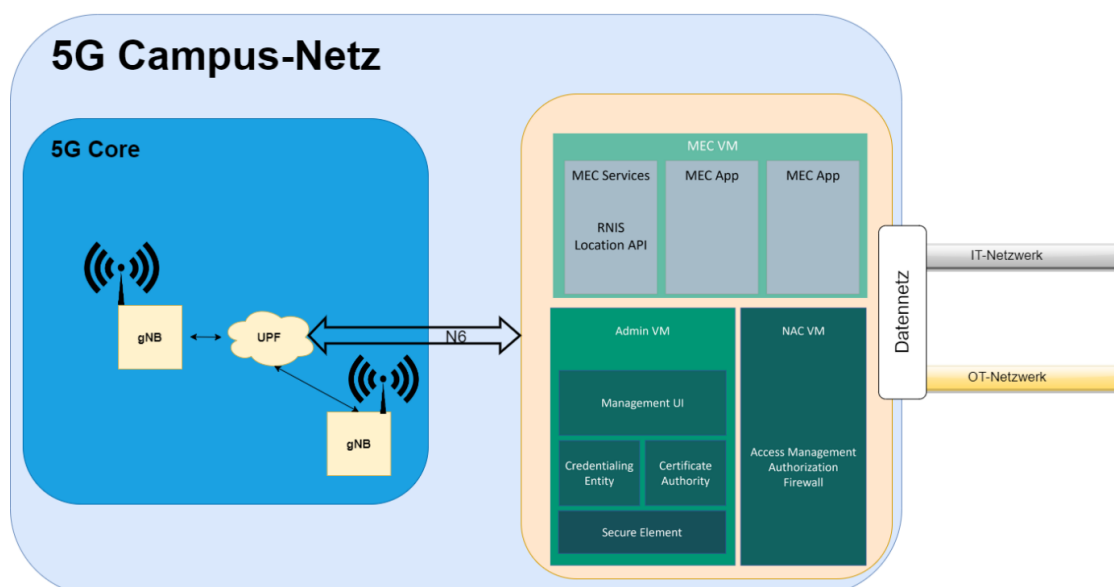 5G Campus-Netz
5G Core
gNB
UPF
N6
gNB
MEC VM
MEC Services
RNIS
Location API
MEC App
MEC App
Admin VM
Management UI
Credentialing
Entity
Certificate
Authority
Secure Element
NAC VM
Access Management
Authorization
Firewall
Datennetz
IT-Netzwerk
OT-Netzwerk